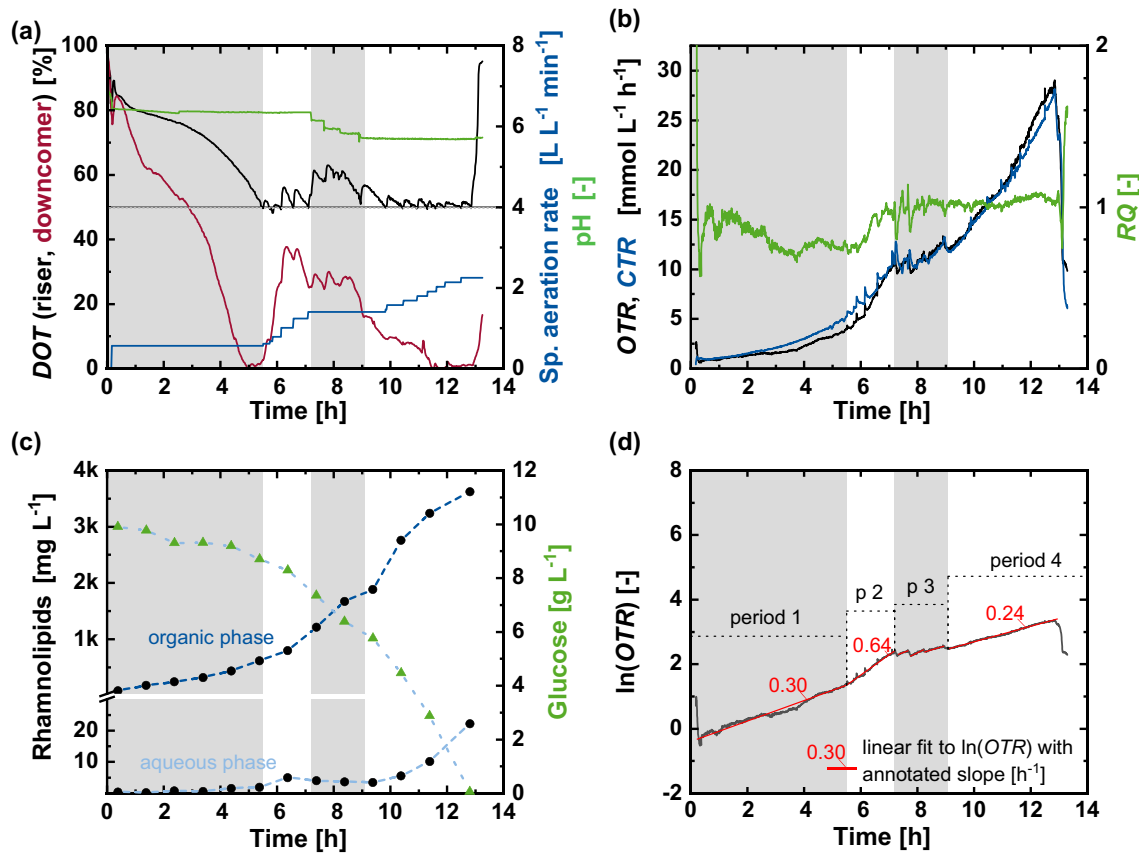 (a)
DOT (riser, downcomer) [%]
100
80
60
40
20
0
0 2 4 6 8 10 12 14
Time [h]
8
6
4
2
0
Sp. aeration rate [L L⁻¹ min⁻¹]
pH [-]
(b)
OTR, CTR [mmol L⁻¹ h⁻¹]
30
25
20
15
10
5
0
0 2 4 6 8 10 12 14
Time [h]
2
1
0
RQ [-]
(c)
Rhamnolipids [mg L⁻¹]
4k
3k
2k
1k
20
10
organic phase
aqueous phase
0 2 4 6 8 10 12 14
Time [h]
12
10
8
6
4
2
0
Glucose [g L⁻¹]
(d)
ln(OTR) [-]
8
6
4
2
0
-2
period 1
p 2
p 3
period 4
0.30
0.64
0.24
0.30
linear fit to ln(OTR) with
annotated slope [h⁻¹]
0 2 4 6 8 10 12 14
Time [h]